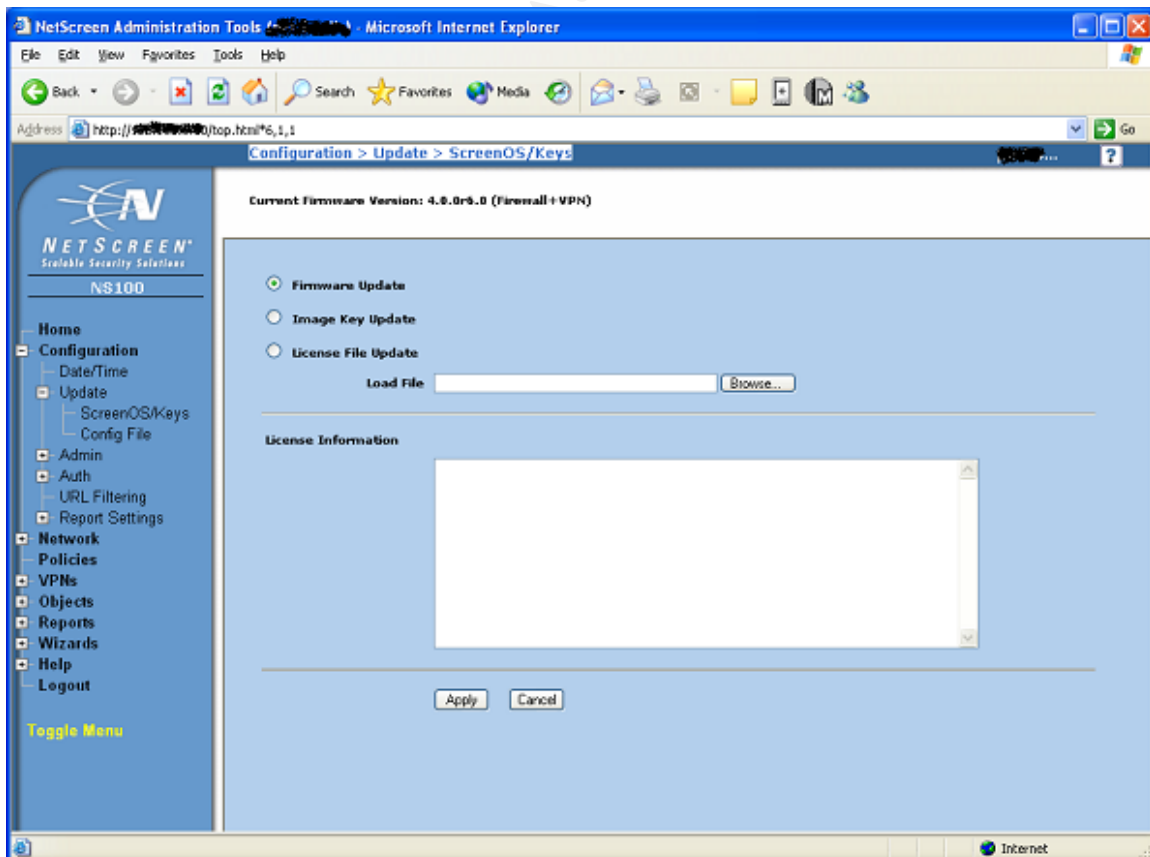 NetScreen Administration Tools ( ) - Microsoft Internet Explorer
File Edit View Favorites Tools Help
Back Search Favorites Media
Address http:// 0/top.html*6,1,1 Go
Configuration > Update > ScreenOS/Keys ... ?
Current Firmware Version: 4.0.0r6.0 (Firewall+VPN)
N
NETSCREEN
Scalable Security Solutions
NS100
Home
Configuration
Date/Time
Update
ScreenOS/Keys
Config File
Admin
Auth
URL Filtering
Report Settings
Network
Policies
VPNs
Objects
Reports
Wizards
Help
Logout
Toggle Menu
Firmware Update
Image Key Update
License File Update
Load File Browse...
License Information
Apply Cancel
Internet